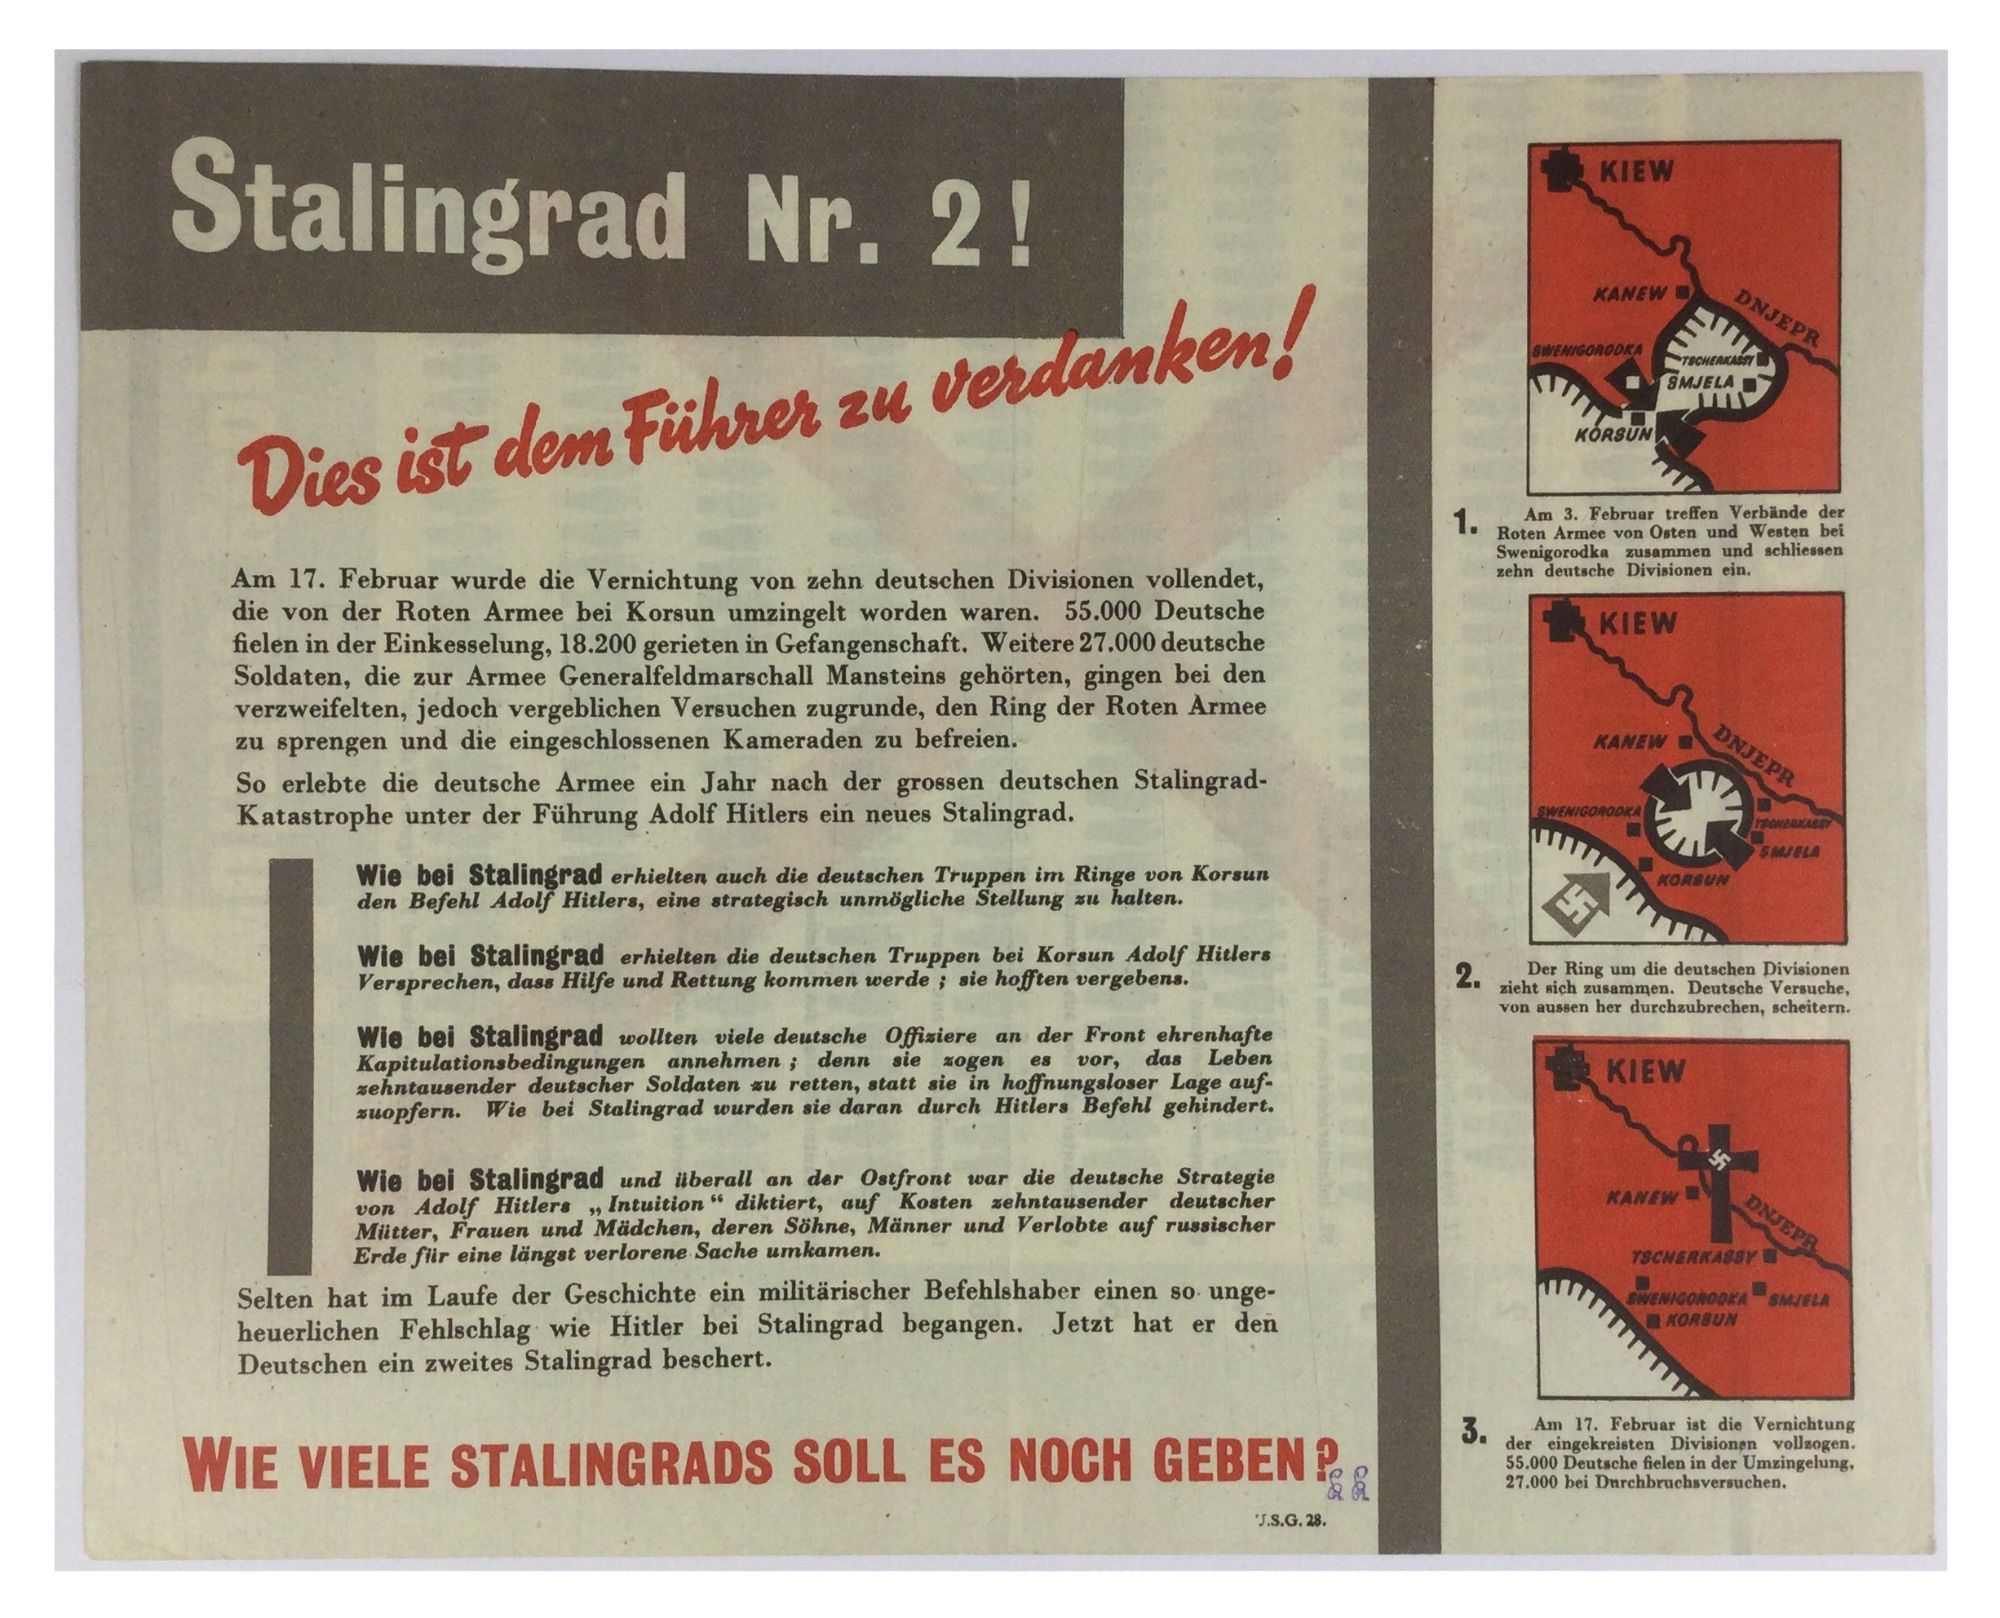 Stalingrad Nr. 2!
Dies ist dem Führer zu verdanken!
Am 17. Februar wurde die Vernichtung von zehn deutschen Divisionen vollendet,
die von der Roten Armee bei Korsun umzingelt worden waren. 55.000 Deutsche
fielen in der Einkesselung, 18.200 gerieten in Gefangenschaft. Weitere 27.000 deutsche
Soldaten, die zur Armee Generalfeldmarschall Mansteins gehörten, gingen bei den
verzweifelten, jedoch vergeblichen Versuchen zugrunde, den Ring der Roten Armee
zu sprengen und die eingeschlossenen Kameraden zu befreien.
So erlebte die deutsche Armee ein Jahr nach der grossen deutschen Stalingrad-
Katastrophe unter der Führung Adolf Hitlers ein neues Stalingrad.
Wie bei Stalingrad erhielten auch die deutschen Truppen im Ringe von Korsun
den Befehl Adolf Hitlers, eine strategisch unmögliche Stellung zu halten.
Wie bei Stalingrad erhielten die deutschen Truppen bei Korsun Adolf Hitlers
Versprechen, dass Hilfe und Rettung kommen werde ; sie hofften vergebens.
Wie bei Stalingrad wollten viele deutsche Offiziere an der Front ehrenhafte
Kapitulationsbedingungen annehmen ; denn sie zogen es vor, das Leben
zehntausender deutscher Soldaten zu retten, statt sie in hoffnungsloser Lage auf-
zuopfern. Wie bei Stalingrad wurden sie daran durch Hitlers Befehl gehindert.
Wie bei Stalingrad und überall an der Ostfront war die deutsche Strategie
von Adolf Hitlers „Intuition“ diktiert, auf Kosten zehntausender deutscher
Mütter, Frauen und Mädchen, deren Söhne, Männer und Verlobte auf russischer
Erde für eine längst verlorene Sache umkamen.
Selten hat im Laufe der Geschichte ein militärischer Befehlshaber einen so unge-
heuerlichen Fehlschlag wie Hitler bei Stalingrad begangen. Jetzt hat er den
Deutschen ein zweites Stalingrad beschert.
WIE VIELE STALINGRADS SOLL ES NOCH GEBEN?
U.S.G. 28.
KIEW
KANEW
DNJEPR
SWENIGORODKA
TSCHERKASSY
SMJELA
KORSUN
1. Am 3. Februar treffen Verbände der
Roten Armee von Osten und Westen bei
Swenigorodka zusammen und schliessen
zehn deutsche Divisionen ein.
KIEW
KANEW
DNJEPR
SWENIGORODKA
TSCHERKASSY
SMJELA
KORSUN
2. Der Ring um die deutschen Divisionen
zieht sich zusammen. Deutsche Versuche,
von aussen her durchzubrechen, scheitern.
KIEW
KANEW
DNJEPR
TSCHERKASSY
SWENIGORODKA
SMJELA
KORSUN
3. Am 17. Februar ist die Vernichtung
der eingekreisten Divisionen vollzogen.
55.000 Deutsche fielen in der Umzingelung,
27.000 bei Durchbruchsversuchen.